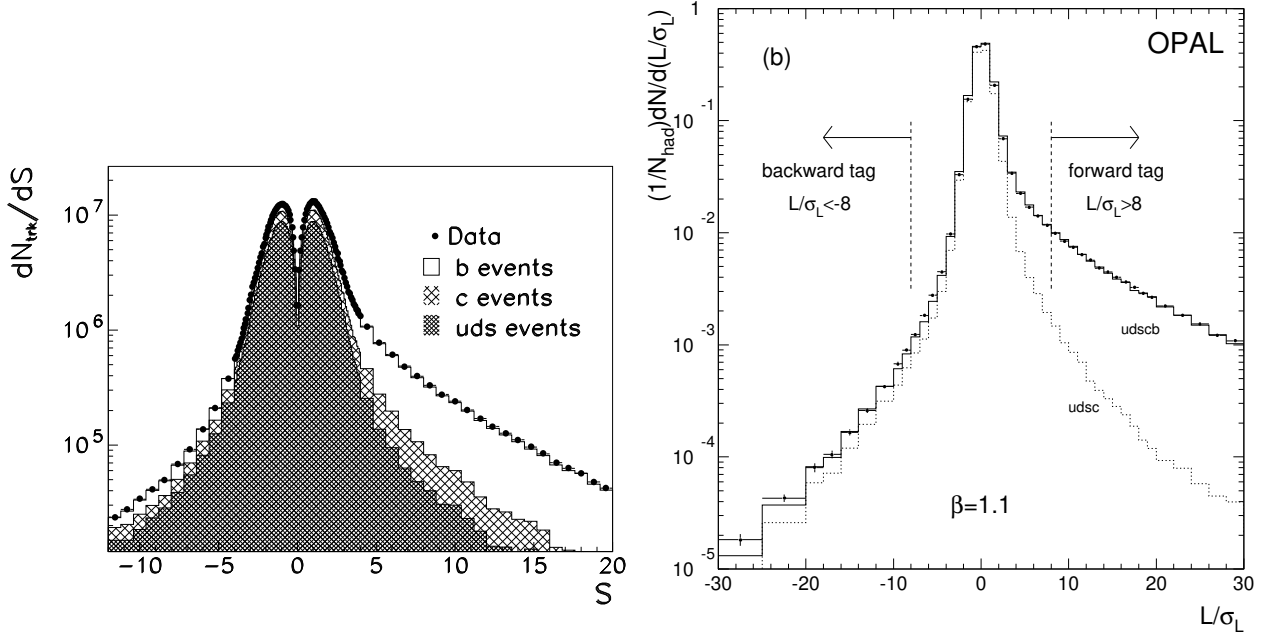 dN_trk/dS
10^7
10^6
10^5
Data
b events
c events
uds events
−10 −5 0 5 10 15 20
S
(1/N_had)dN/d(L/σ_L)
(b)
OPAL
1
10^-1
10^-2
10^-3
10^-4
10^-5
backward tag
L/σ_L<-8
forward tag
L/σ_L>8
udscb
udsc
β=1.1
-30 -20 -10 0 10 20 30
L/σ_L